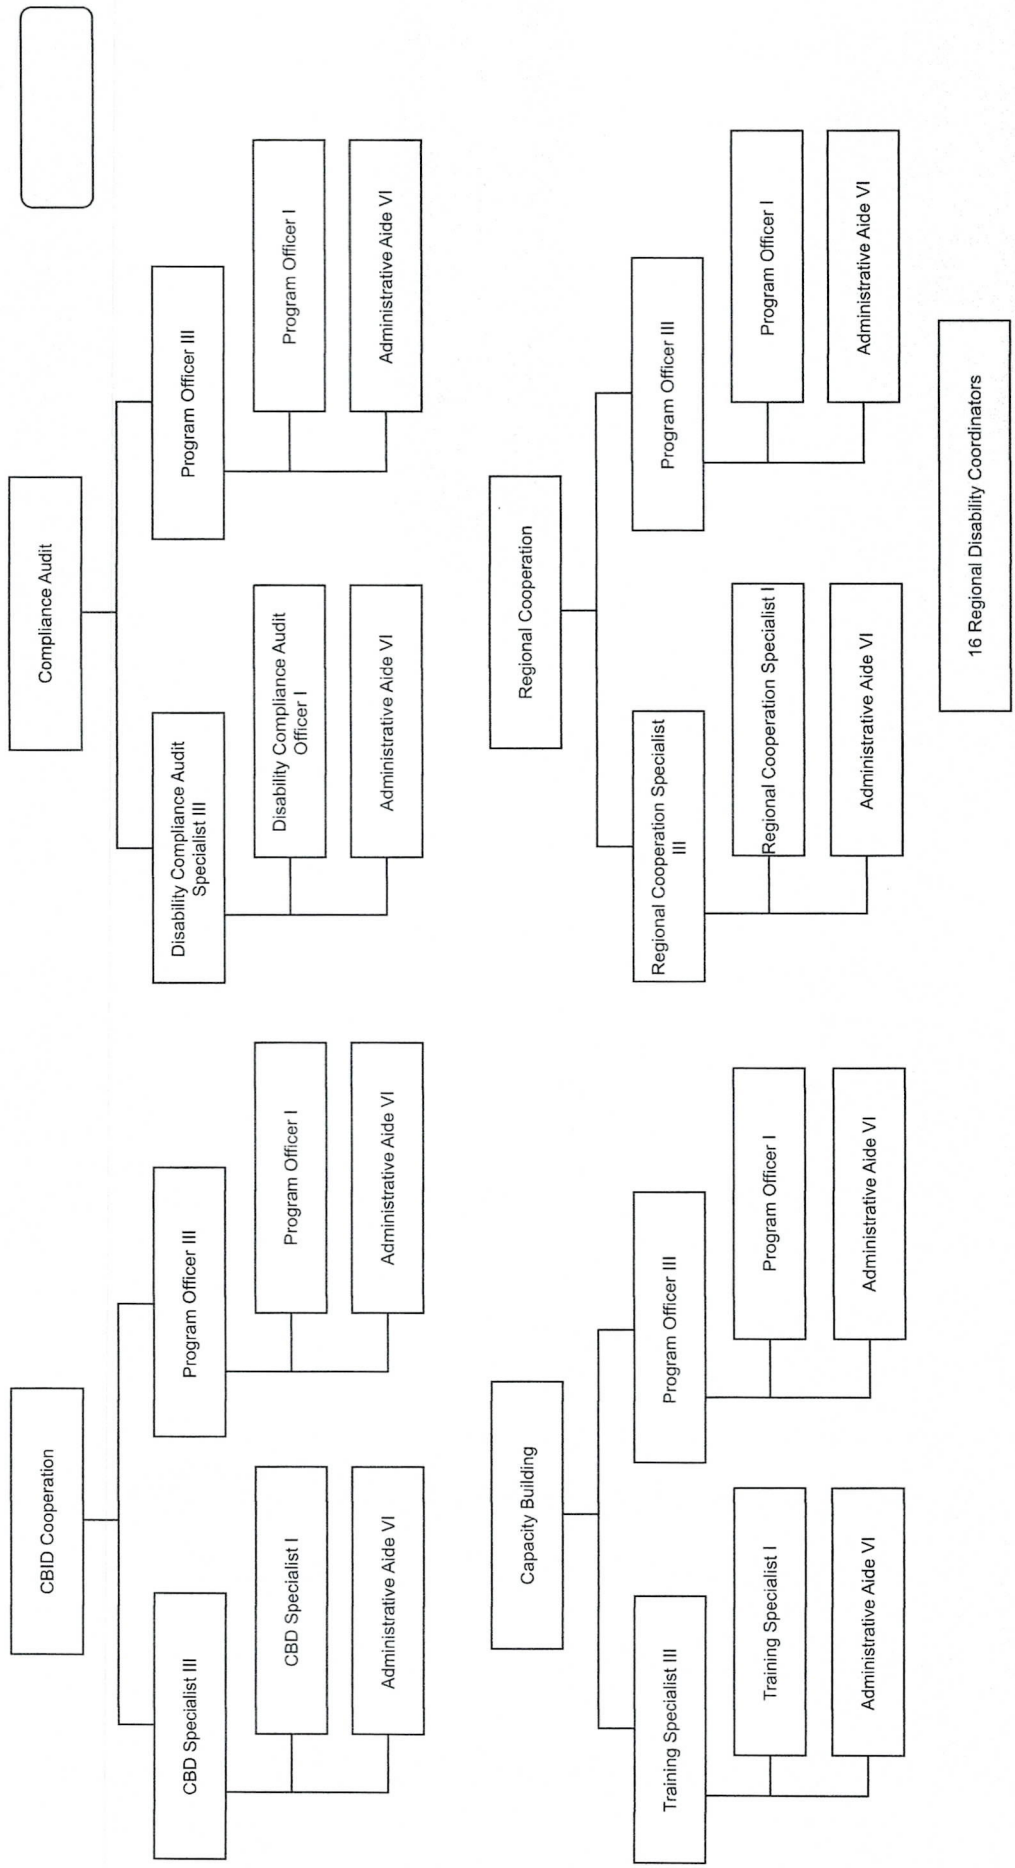 CBID Cooperation
CBD Specialist III
CBD Specialist I
Administrative Aide VI
Program Officer III
Program Officer I
Administrative Aide VI
Compliance Audit
Disability Compliance Audit
Specialist III
Disability Compliance Audit
Officer I
Administrative Aide VI
Program Officer III
Program Officer I
Administrative Aide VI
Capacity Building
Training Specialist III
Training Specialist I
Administrative Aide VI
Program Officer III
Program Officer I
Administrative Aide VI
Regional Cooperation
Regional Cooperation Specialist
III
Regional Cooperation Specialist I
Administrative Aide VI
Program Officer III
Program Officer I
Administrative Aide VI
16 Regional Disability Coordinators